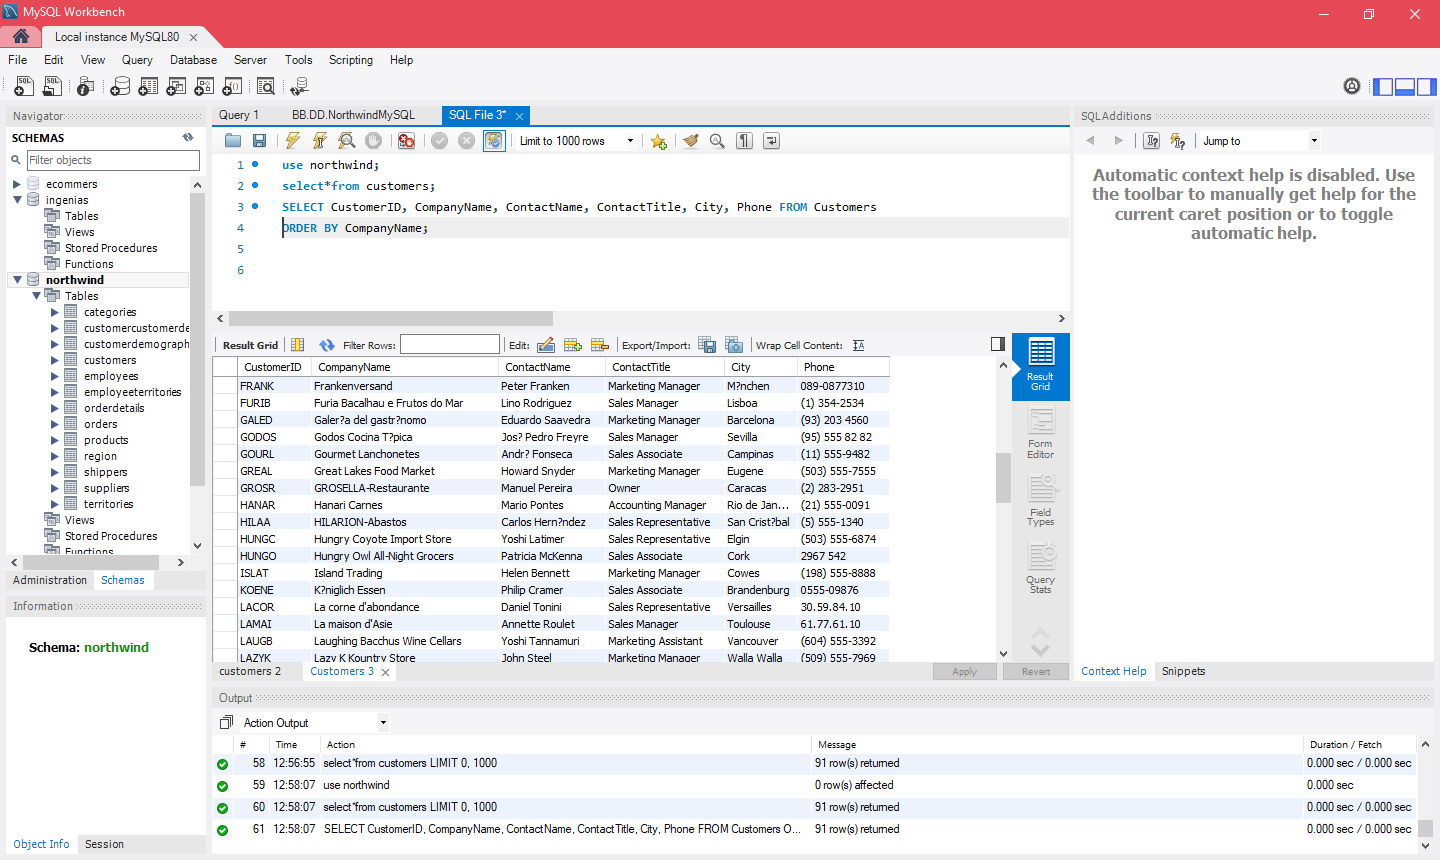 MySQL Workbench
Local instance MySQL80
File Edit View Query Database Server Tools Scripting Help
Navigator
SCHEMAS
Filter objects
ecommers
ingenias
Tables
Views
Stored Procedures
Functions
northwind
Tables
categories
customercustomerde
customerdemograph
customers
employees
employeeterritories
orderdetails
orders
products
region
shippers
suppliers
territories
Views
Stored Procedures
Functions
Administration Schemas
Information
Schema: northwind
Object Info Session
Query 1 BB.DD.NorthwindMySQL SQL File 3*
Limit to 1000 rows
1 use northwind;
2 select*from customers;
3 SELECT CustomerID, CompanyName, ContactName, ContactTitle, City, Phone FROM Customers
4 ORDER BY CompanyName;
5
6
Result Grid Filter Rows: Edit: Export/Import: Wrap Cell Content:
CustomerID CompanyName ContactName ContactTitle City Phone
FRANK Frankenversand Peter Franken Marketing Manager M?nchen 089-0877310
FURIB Furia Bacalhau e Frutos do Mar Lino Rodriguez Sales Manager Lisboa (1) 354-2534
GALED Galer?a del gastr?nomo Eduardo Saavedra Marketing Manager Barcelona (93) 203 4560
GODOS Godos Cocina T?pica Jos? Pedro Freyre Sales Manager Sevilla (95) 555 82 82
GOURL Gourmet Lanchonetes Andr? Fonseca Sales Associate Campinas (11) 555-9482
GREAL Great Lakes Food Market Howard Snyder Marketing Manager Eugene (503) 555-7555
GROSR GROSELLA-Restaurante Manuel Pereira Owner Caracas (2) 283-2951
HANAR Hanari Carnes Mario Pontes Accounting Manager Rio de Jan... (21) 555-0091
HILAA HILARION-Abastos Carlos Hern?ndez Sales Representative San Crist?bal (5) 555-1340
HUNGC Hungry Coyote Import Store Yoshi Latimer Sales Representative Elgin (503) 555-6874
HUNGO Hungry Owl All-Night Grocers Patricia McKenna Sales Associate Cork 2967 542
ISLAT Island Trading Helen Bennett Marketing Manager Cowes (198) 555-8888
KOENE K?niglich Essen Philip Cramer Sales Associate Brandenburg 0555-09876
LACOR La corne d'abondance Daniel Tonini Sales Representative Versailles 30.59.84.10
LAMAI La maison d'Asie Annette Roulet Sales Manager Toulouse 61.77.61.10
LAUGB Laughing Bacchus Wine Cellars Yoshi Tannamuri Marketing Assistant Vancouver (604) 555-3392
LAZYK Lazy K Kountry Store John Steel Marketing Manager Walla Walla (509) 555-7969
Result Grid
Form Editor
Field Types
Query Stats
customers 2 Customers 3 Apply Revert
SQLAdditions
Jump to
Automatic context help is disabled. Use
the toolbar to manually get help for the
current caret position or to toggle
automatic help.
Context Help Snippets
Output
Action Output
# Time Action Message Duration / Fetch
58 12:56:55 select*from customers LIMIT 0, 1000 91 row(s) returned 0.000 sec / 0.000 sec
59 12:58:07 use northwind 0 row(s) affected 0.000 sec
60 12:58:07 select*from customers LIMIT 0, 1000 91 row(s) returned 0.000 sec / 0.000 sec
61 12:58:07 SELECT CustomerID, CompanyName, ContactName, ContactTitle, City, Phone FROM Customers O... 91 row(s) returned 0.000 sec / 0.000 sec